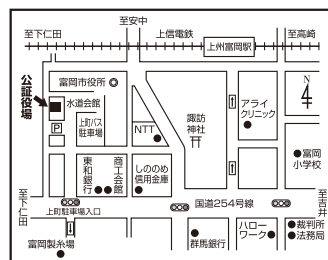 至安中
至下仁田
上信電鉄
上州富岡駅
至高崎
富岡市役所
公証役場
水道会館
P
上町バス
駐車場
NTT
諏訪
神社
アライ
クリニック
N
富岡
小学校
東和
銀行
商工会館
しののめ
信用金庫
至下仁田
上町駐車場入口
国道254号線
至吉井
富岡製糸場
群馬銀行
ハロー
ワーク
裁判所
法務局